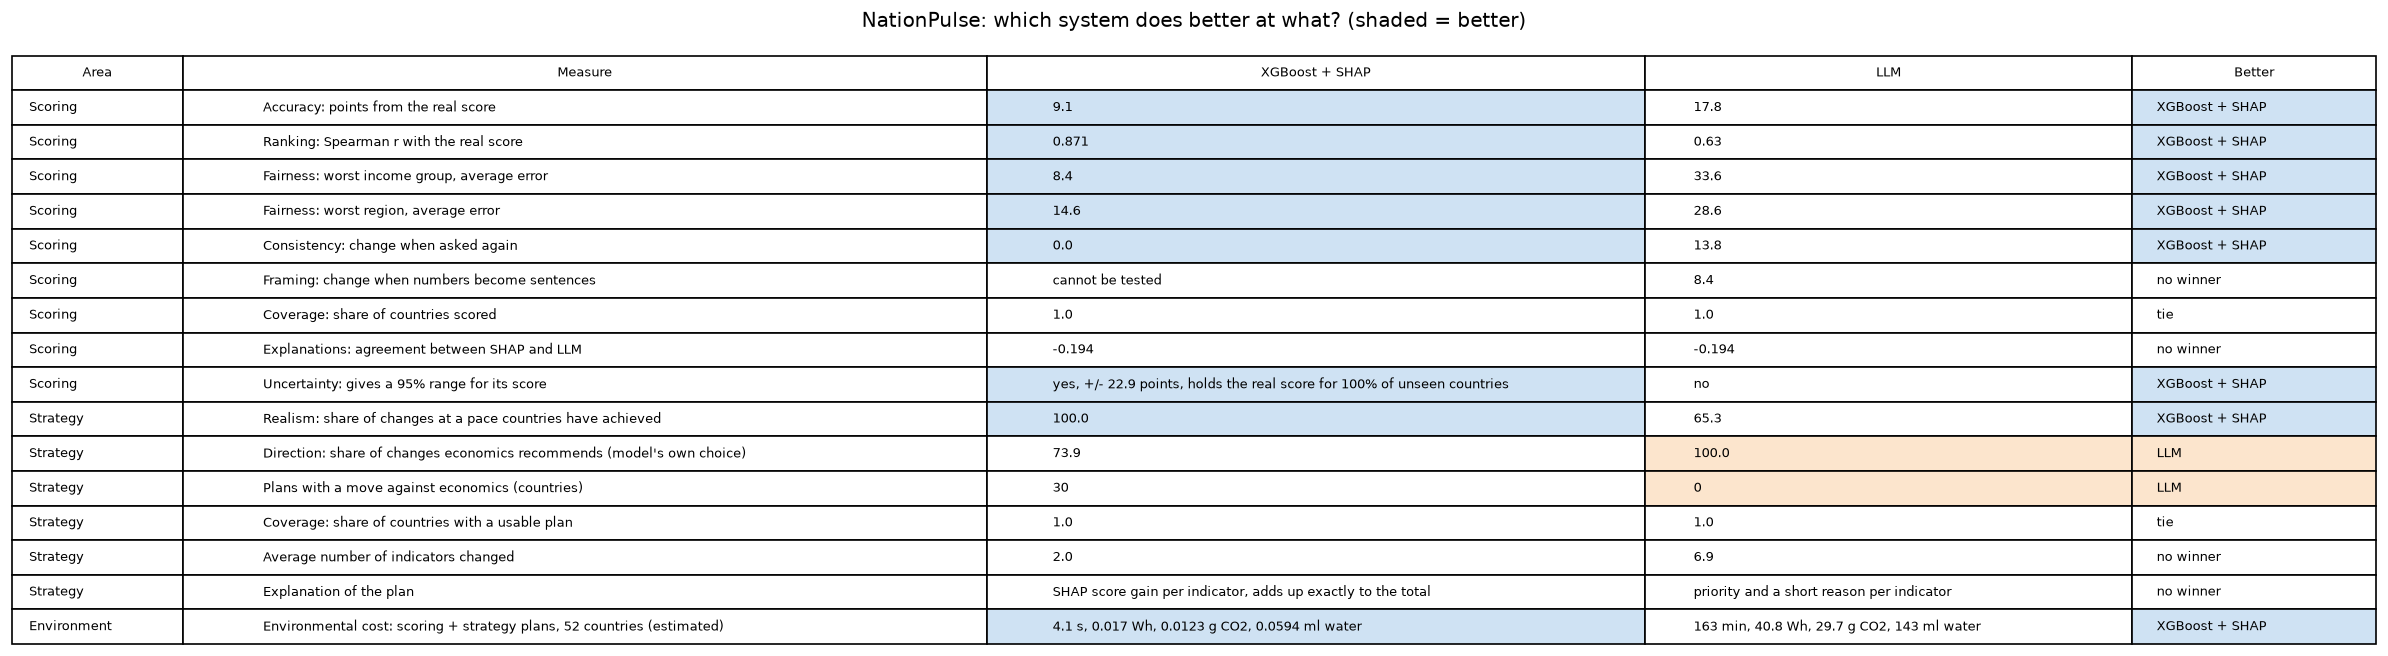 NationPulse: which system does better at what? (shaded = better)
Area Measure XGBoost + SHAP LLM Better
Scoring Accuracy: points from the real score 9.1 17.8 XGBoost + SHAP
Scoring Ranking: Spearman r with the real score 0.871 0.63 XGBoost + SHAP
Scoring Fairness: worst income group, average error 8.4 33.6 XGBoost + SHAP
Scoring Fairness: worst region, average error 14.6 28.6 XGBoost + SHAP
Scoring Consistency: change when asked again 0.0 13.8 XGBoost + SHAP
Scoring Framing: change when numbers become sentences cannot be tested 8.4 no winner
Scoring Coverage: share of countries scored 1.0 1.0 tie
Scoring Explanations: agreement between SHAP and LLM -0.194 -0.194 no winner
Scoring Uncertainty: gives a 95% range for its score yes, +/- 22.9 points, holds the real score for 100% of unseen countries no XGBoost + SHAP
Strategy Realism: share of changes at a pace countries have achieved 100.0 65.3 XGBoost + SHAP
Strategy Direction: share of changes economics recommends (model's own choice) 73.9 100.0 LLM
Strategy Plans with a move against economics (countries) 30 0 LLM
Strategy Coverage: share of countries with a usable plan 1.0 1.0 tie
Strategy Average number of indicators changed 2.0 6.9 no winner
Strategy Explanation of the plan SHAP score gain per indicator, adds up exactly to the total priority and a short reason per indicator no winner
Environment Environmental cost: scoring + strategy plans, 52 countries (estimated) 4.1 s, 0.017 Wh, 0.0123 g CO2, 0.0594 ml water 163 min, 40.8 Wh, 29.7 g CO2, 143 ml water XGBoost + SHAP